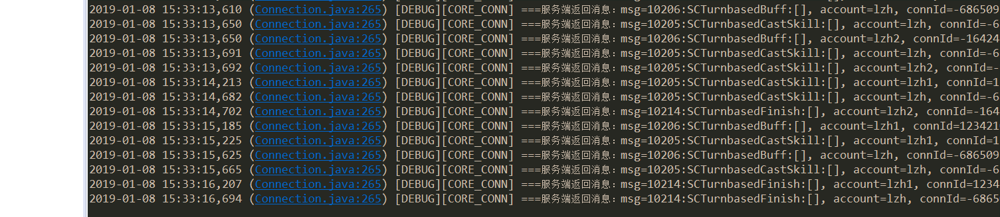 2019-01-08 15:33:13,610 (Connection.java:265) [DEBUG][CORE_CONN] ===服务端返回消息：msg=10206:SCTurnbasedBuff:[], account=lzh, connId=-686509
2019-01-08 15:33:13,650 (Connection.java:265) [DEBUG][CORE_CONN] ===服务端返回消息：msg=10205:SCTurnbasedCastSkill:[], account=lzh, connId=-6
2019-01-08 15:33:13,650 (Connection.java:265) [DEBUG][CORE_CONN] ===服务端返回消息：msg=10206:SCTurnbasedBuff:[], account=lzh2, connId=-16424
2019-01-08 15:33:13,691 (Connection.java:265) [DEBUG][CORE_CONN] ===服务端返回消息：msg=10205:SCTurnbasedCastSkill:[], account=lzh, connId=-6
2019-01-08 15:33:13,692 (Connection.java:265) [DEBUG][CORE_CONN] ===服务端返回消息：msg=10205:SCTurnbasedCastSkill:[], account=lzh2, connId=-
2019-01-08 15:33:14,213 (Connection.java:265) [DEBUG][CORE_CONN] ===服务端返回消息：msg=10205:SCTurnbasedCastSkill:[], account=lzh1, connId=1
2019-01-08 15:33:14,682 (Connection.java:265) [DEBUG][CORE_CONN] ===服务端返回消息：msg=10205:SCTurnbasedCastSkill:[], account=lzh, connId=-6
2019-01-08 15:33:14,702 (Connection.java:265) [DEBUG][CORE_CONN] ===服务端返回消息：msg=10214:SCTurnbasedFinish:[], account=lzh2, connId=-164
2019-01-08 15:33:15,185 (Connection.java:265) [DEBUG][CORE_CONN] ===服务端返回消息：msg=10206:SCTurnbasedBuff:[], account=lzh1, connId=123421
2019-01-08 15:33:15,225 (Connection.java:265) [DEBUG][CORE_CONN] ===服务端返回消息：msg=10205:SCTurnbasedCastSkill:[], account=lzh1, connId=1
2019-01-08 15:33:15,625 (Connection.java:265) [DEBUG][CORE_CONN] ===服务端返回消息：msg=10206:SCTurnbasedBuff:[], account=lzh, connId=-686509
2019-01-08 15:33:15,665 (Connection.java:265) [DEBUG][CORE_CONN] ===服务端返回消息：msg=10205:SCTurnbasedCastSkill:[], account=lzh, connId=-6
2019-01-08 15:33:16,207 (Connection.java:265) [DEBUG][CORE_CONN] ===服务端返回消息：msg=10214:SCTurnbasedFinish:[], account=lzh1, connId=1234
2019-01-08 15:33:16,694 (Connection.java:265) [DEBUG][CORE_CONN] ===服务端返回消息：msg=10214:SCTurnbasedFinish:[], account=lzh, connId=-6865